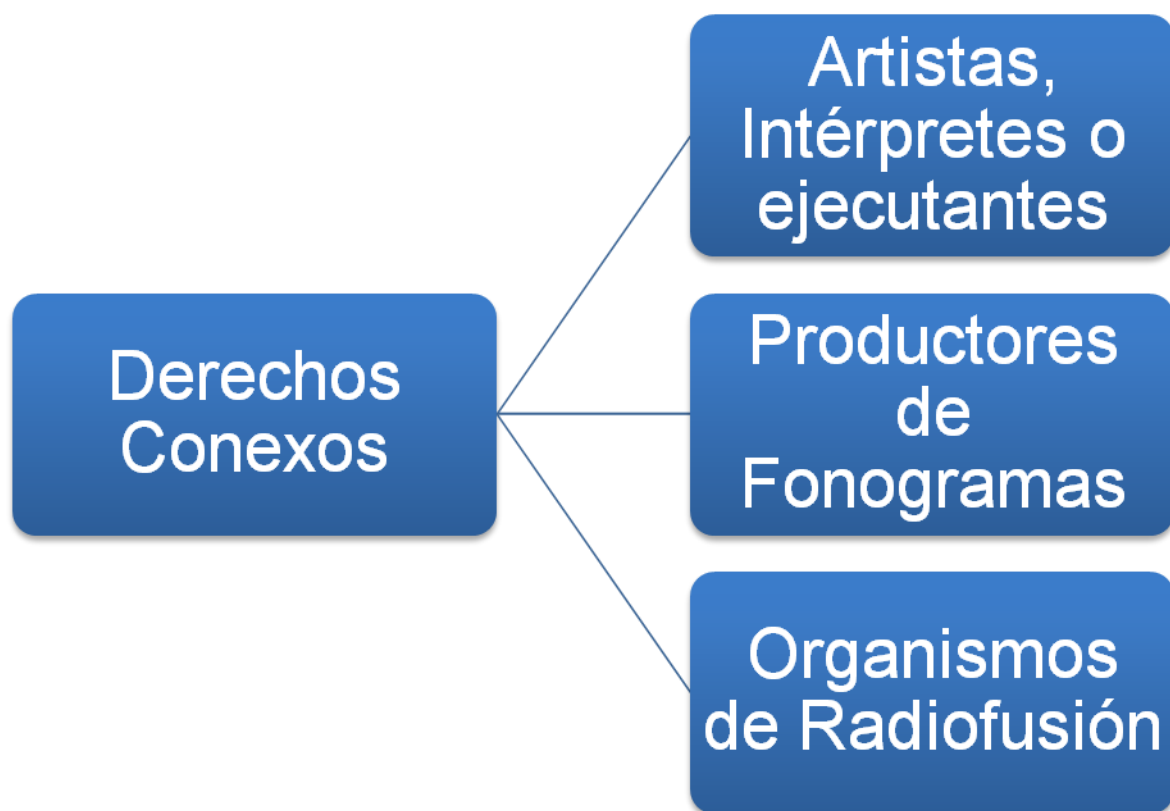 Artistas,
Intérpretes o
ejecutantes
Derechos
Conexos
Productores
de
Fonogramas
Organismos
de Radiofusión